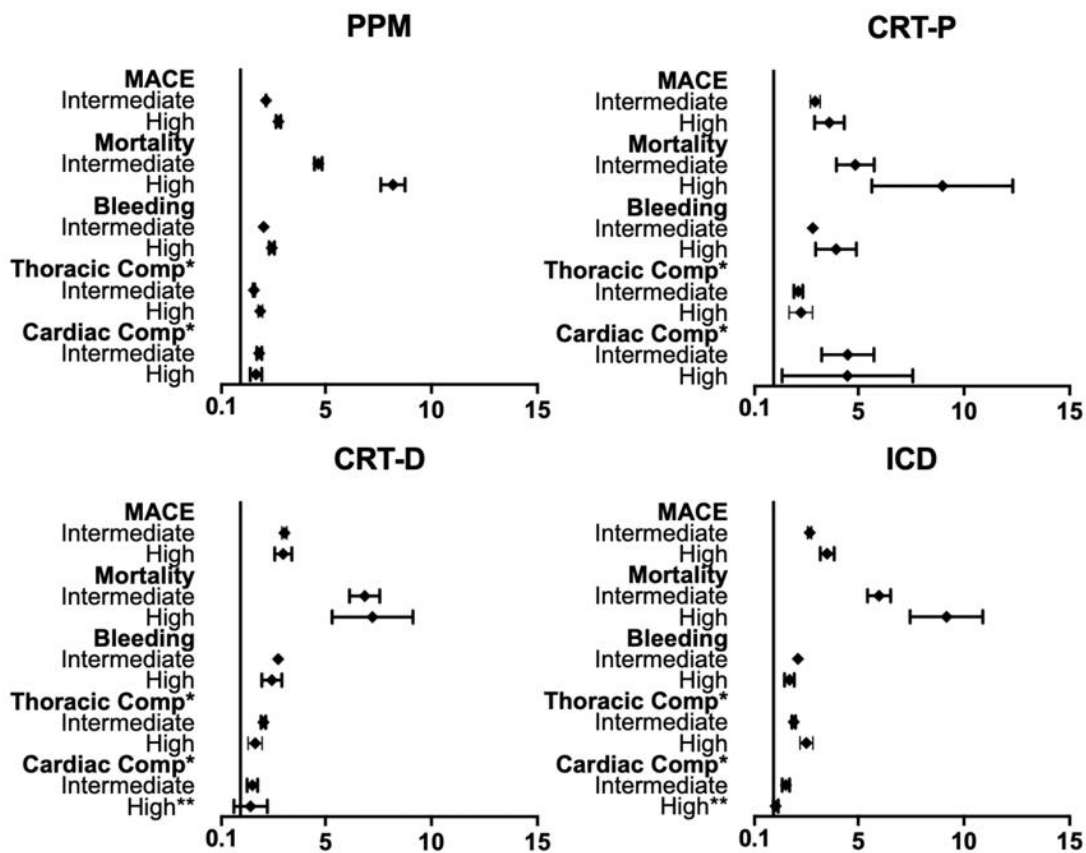 PPM
MACE
Intermediate
High
Mortality
Intermediate
High
Bleeding
Intermediate
High
Thoracic Comp*
Intermediate
High
Cardiac Comp*
Intermediate
High
0.1 5 10 15
CRT-P
MACE
Intermediate
High
Mortality
Intermediate
High
Bleeding
Intermediate
High
Thoracic Comp*
Intermediate
High
Cardiac Comp*
Intermediate
High
0.1 5 10 15
CRT-D
MACE
Intermediate
High
Mortality
Intermediate
High
Bleeding
Intermediate
High
Thoracic Comp*
Intermediate
High
Cardiac Comp*
Intermediate
High**
0.1 5 10 15
ICD
MACE
Intermediate
High
Mortality
Intermediate
High
Bleeding
Intermediate
High
Thoracic Comp*
Intermediate
High
Cardiac Comp*
Intermediate
High**
0.1 5 10 15